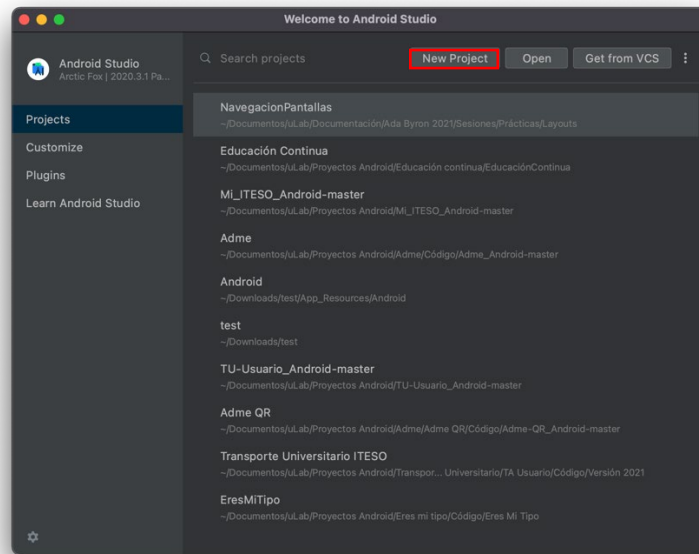 Welcome to Android Studio
Android Studio
Arctic Fox | 2020.3.1 Pa...
Search projects
New Project
Open
Get from VCS
Projects
Customize
Plugins
Learn Android Studio
NavegacionPantallas
~/Documentos/uLab/Documentación/Ada Byron 2021/Sesiones/Prácticas/Layouts
Educación Continua
~/Documentos/uLab/Proyectos Android/Educación continua/EducaciónContinua
Mi_ITESO_Android-master
~/Documentos/uLab/Proyectos Android/Mi_ITESO_Android-master
Adme
~/Documentos/uLab/Proyectos Android/Adme/Código/Adme_Android-master
Android
~/Downloads/test/App_Resources/Android
test
~/Downloads/test
TU-Usuario_Android-master
~/Documentos/uLab/Proyectos Android/TU-Usuario_Android-master
Adme QR
~/Documentos/uLab/Proyectos Android/Adme/Adme QR/Código/Adme-QR_Android-master
Transporte Universitario ITESO
~/Documentos/uLab/Proyectos Android/Transpor... Universitario/TA Usuario/Código/Versión 2021
EresMiTipo
~/Documentos/uLab/Proyectos Android/Eres mi tipo/Código/Eres Mi Tipo